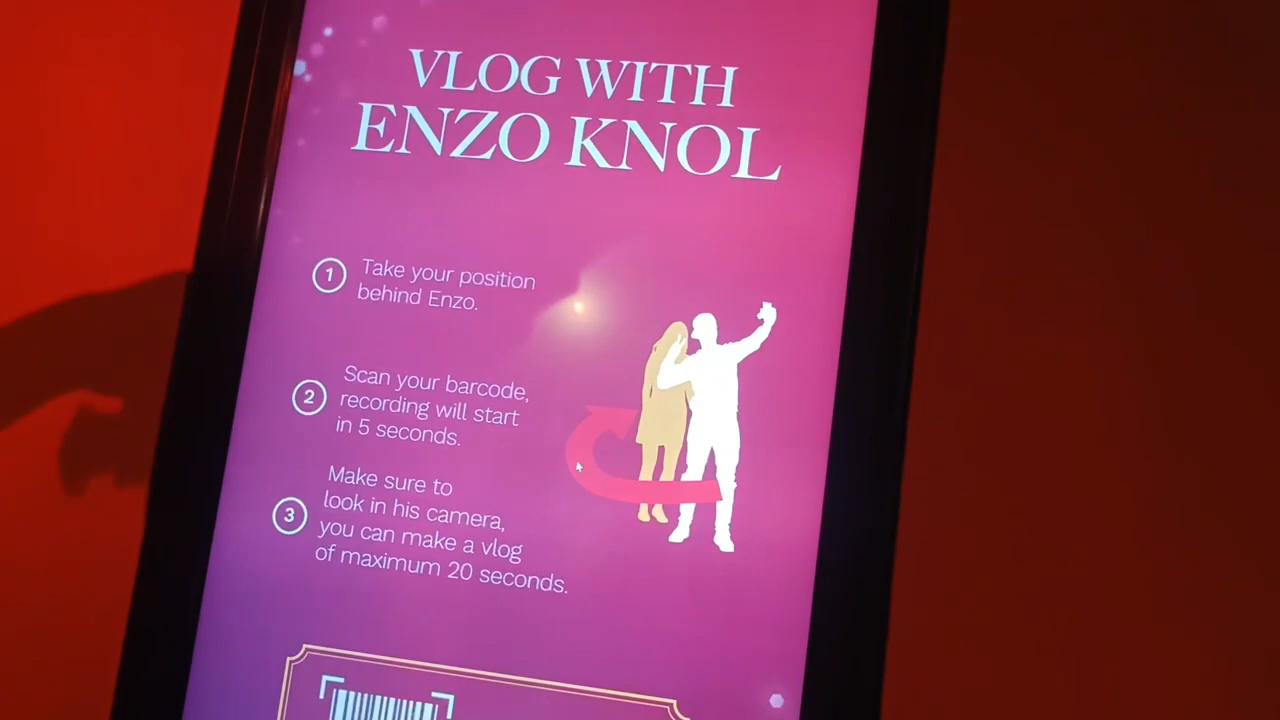 VLOG WITH
ENZO KNOL
1
Take your position
behind Enzo.
2
Scan your barcode,
recording will start
in 5 seconds.
3
Make sure to
look in his camera,
you can make a vlog
of maximum 20 seconds.